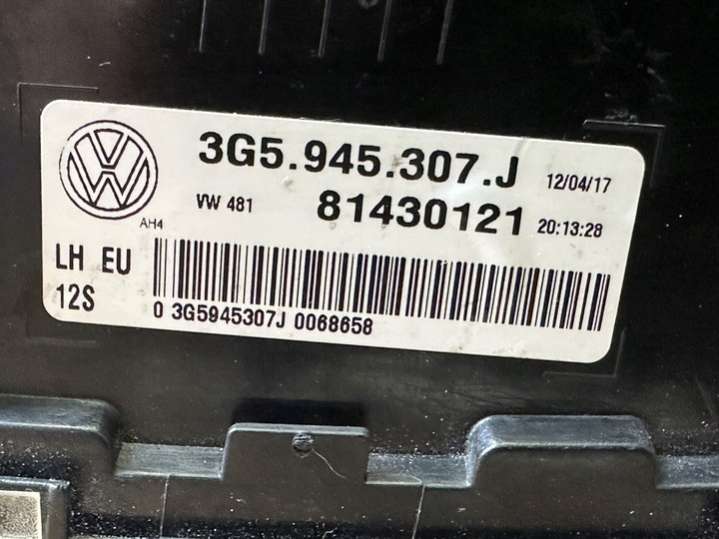 3G5.945.307.J 12/04/17
VW 481 81430121 20:13:28
AH4
LH EU
12S
0 3G5945307J 0068658